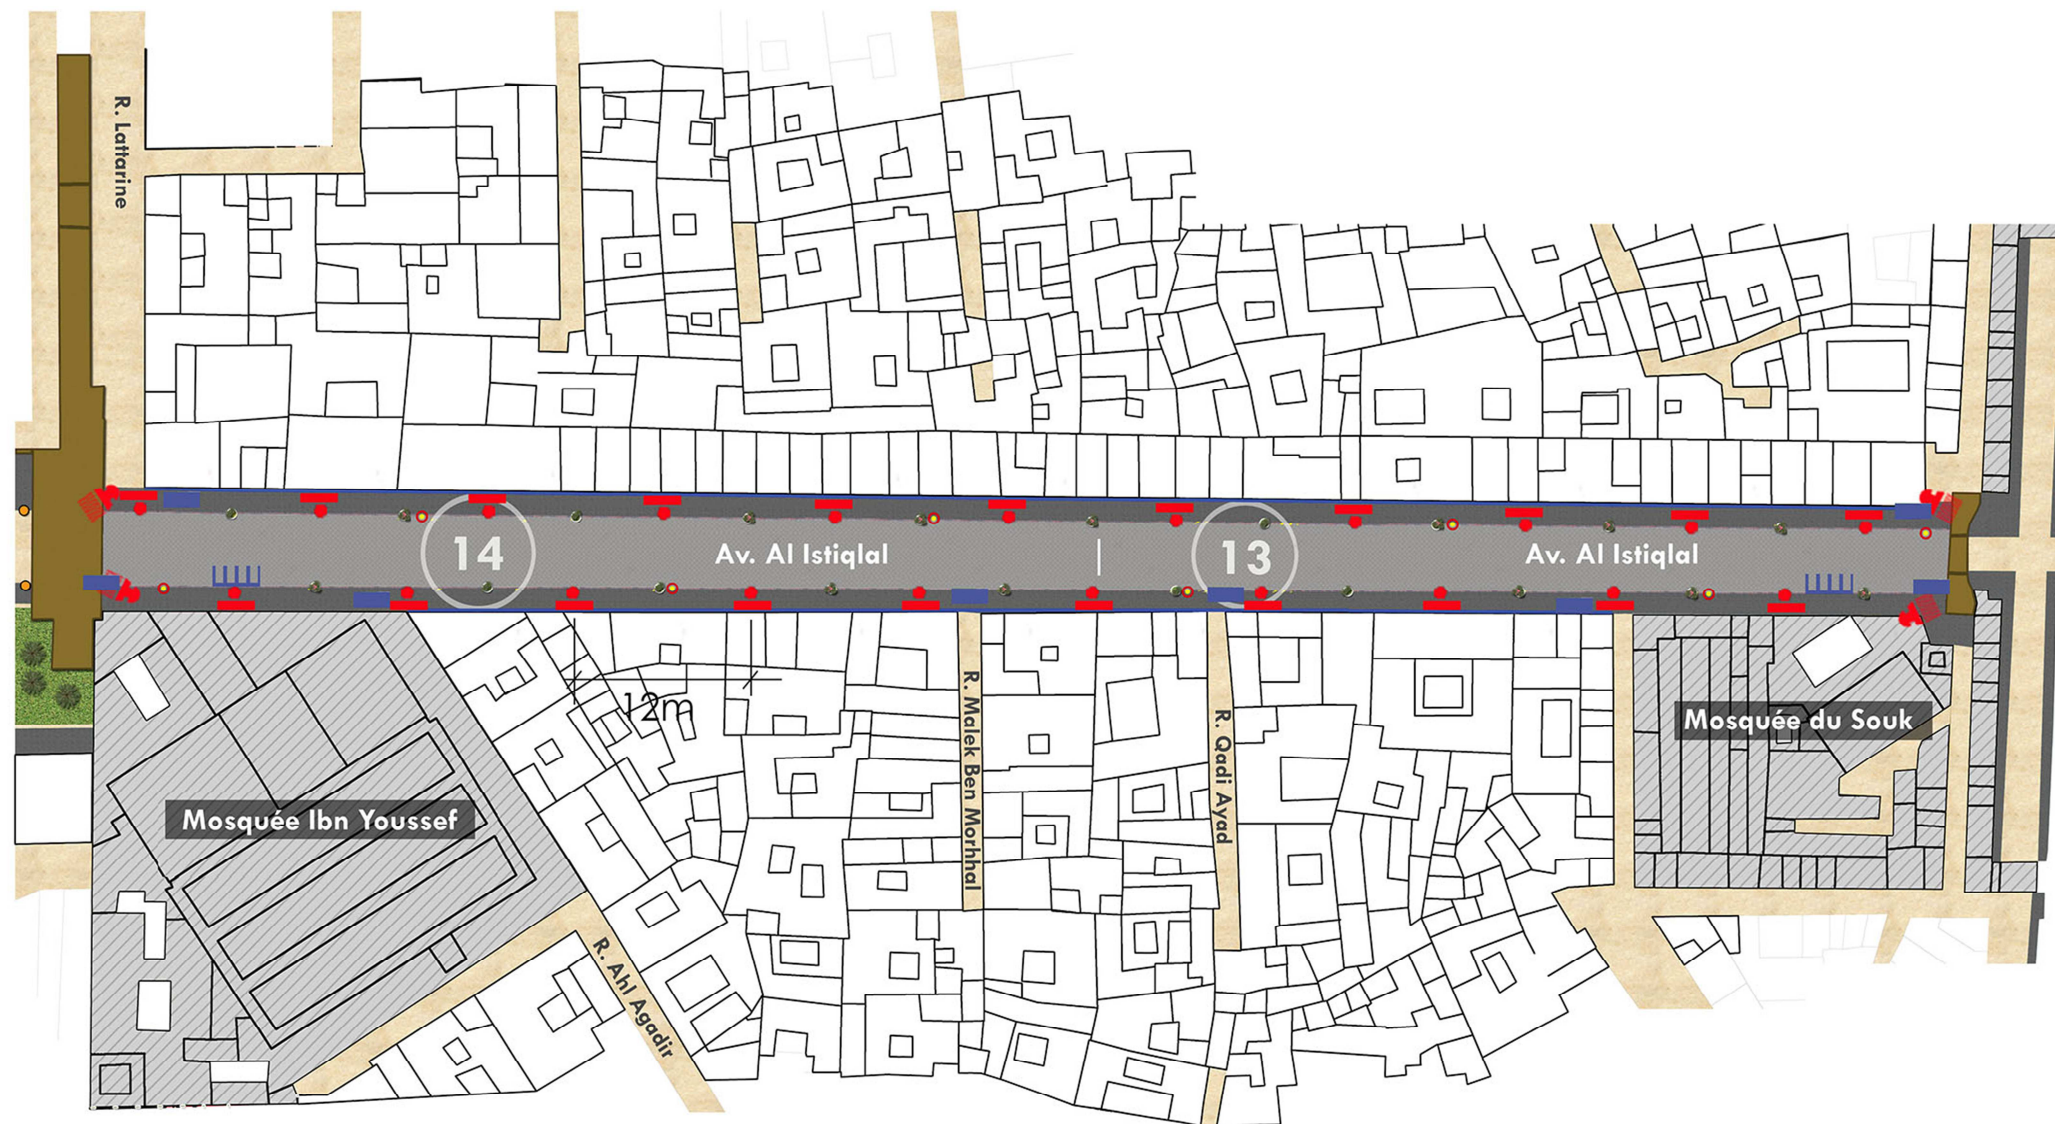 R. Lattarine
14
Av. Al Istiqlal
13
Av. Al Istiqlal
12m
R. Malek Ben Morhhal
R. Qadi Ayad
Mosquée du Souk
Mosquée Ibn Youssef
R. Ahl Agadir